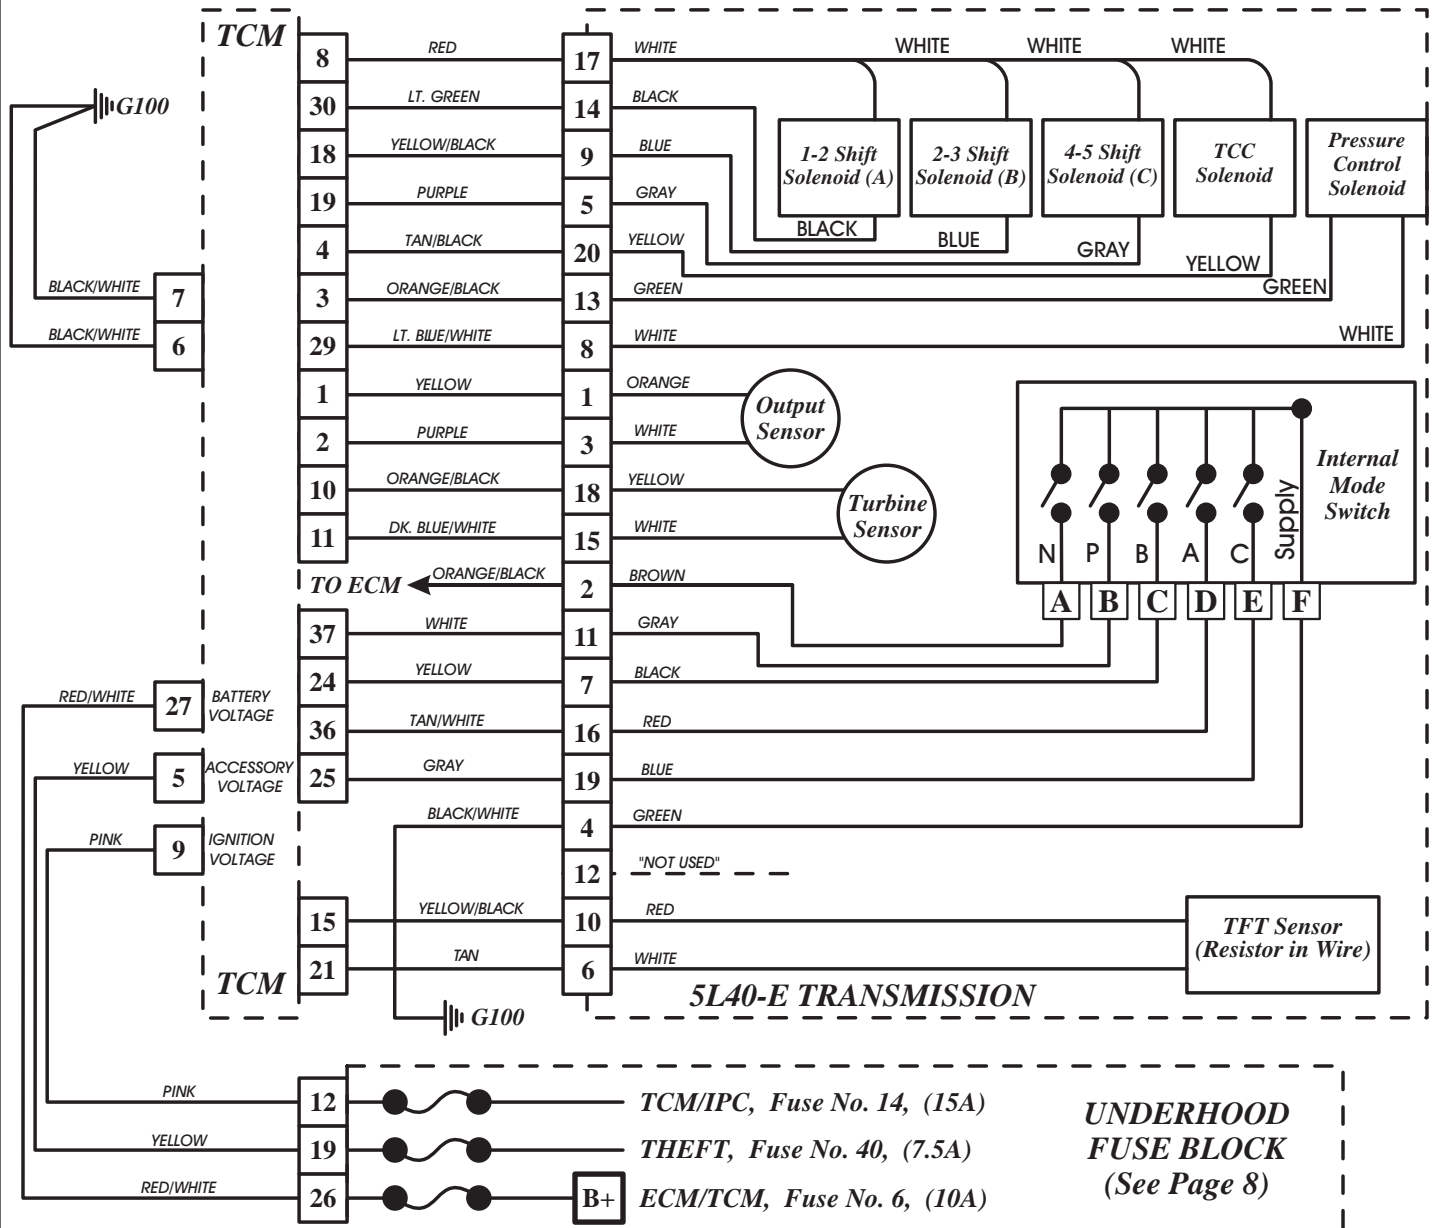 TCM
8 RED 17 WHITE WHITE WHITE WHITE
G100
30 LT. GREEN 14 BLACK
18 YELLOW/BLACK 9 BLUE
1-2 Shift Solenoid (A)
2-3 Shift Solenoid (B)
4-5 Shift Solenoid (C)
TCC Solenoid
Pressure Control Solenoid
19 PURPLE 5 GRAY
BLACK
BLUE
GRAY
YELLOW
GREEN
WHITE
4 TAN/BLACK 20 YELLOW
BLACK/WHITE 7
3 ORANGE/BLACK 13 GREEN
BLACK/WHITE 6
29 LT. BLUE/WHITE 8 WHITE
1 YELLOW 1 ORANGE
Output Sensor
2 PURPLE 3 WHITE
10 ORANGE/BLACK 18 YELLOW
Turbine Sensor
11 DK. BLUE/WHITE 15 WHITE
Internal Mode Switch
N P B A C Supply
A B C D E F
TO ECM ORANGE/BLACK 2 BROWN
37 WHITE 11 GRAY
24 YELLOW 7 BLACK
RED/WHITE 27 BATTERY VOLTAGE
36 TAN/WHITE 16 RED
YELLOW 5 ACCESSORY VOLTAGE
25 GRAY 19 BLUE
BLACK/WHITE 4 GREEN
PINK 9 IGNITION VOLTAGE
12 "NOT USED"
15 YELLOW/BLACK 10 RED
TFT Sensor
(Resistor in Wire)
21 TAN 6 WHITE
TCM
5L40-E TRANSMISSION
G100
PINK 12 TCM/IPC, Fuse No. 14, (15A)
YELLOW 19 THEFT, Fuse No. 40, (7.5A)
RED/WHITE 26 B+ ECM/TCM, Fuse No. 6, (10A)
UNDERHOOD
FUSE BLOCK
(See Page 8)